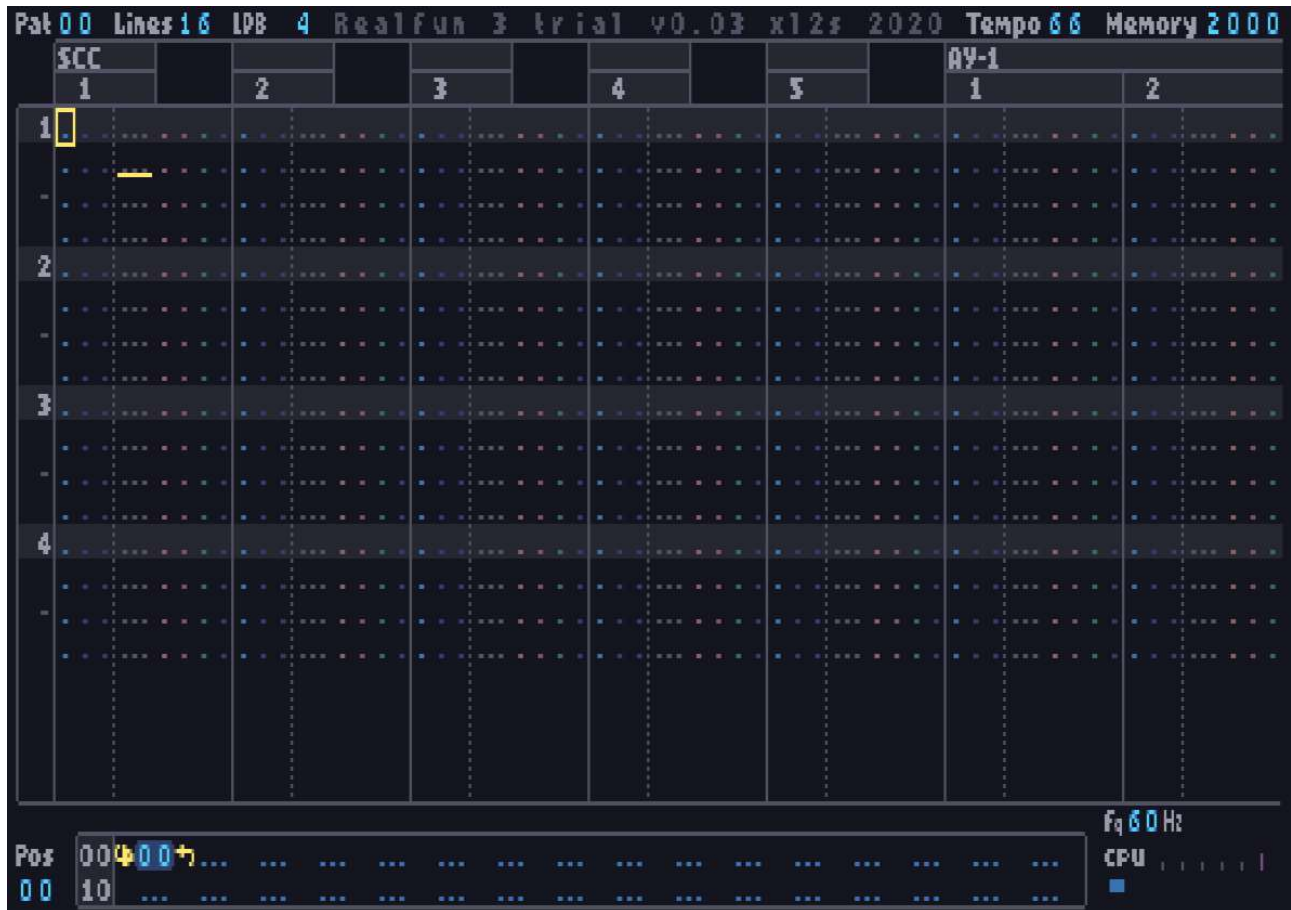 Pat 00 Lines 16 LPB 4 Realfun 3 trial v0.03 x12s 2020 Tempo 66 Memory 2000
SCC AY-1
1 2 3 4 5 1 2
1
-
2
-
3
-
4
-
Fq 60 Hz
Pos 00 00 CPU
00 10